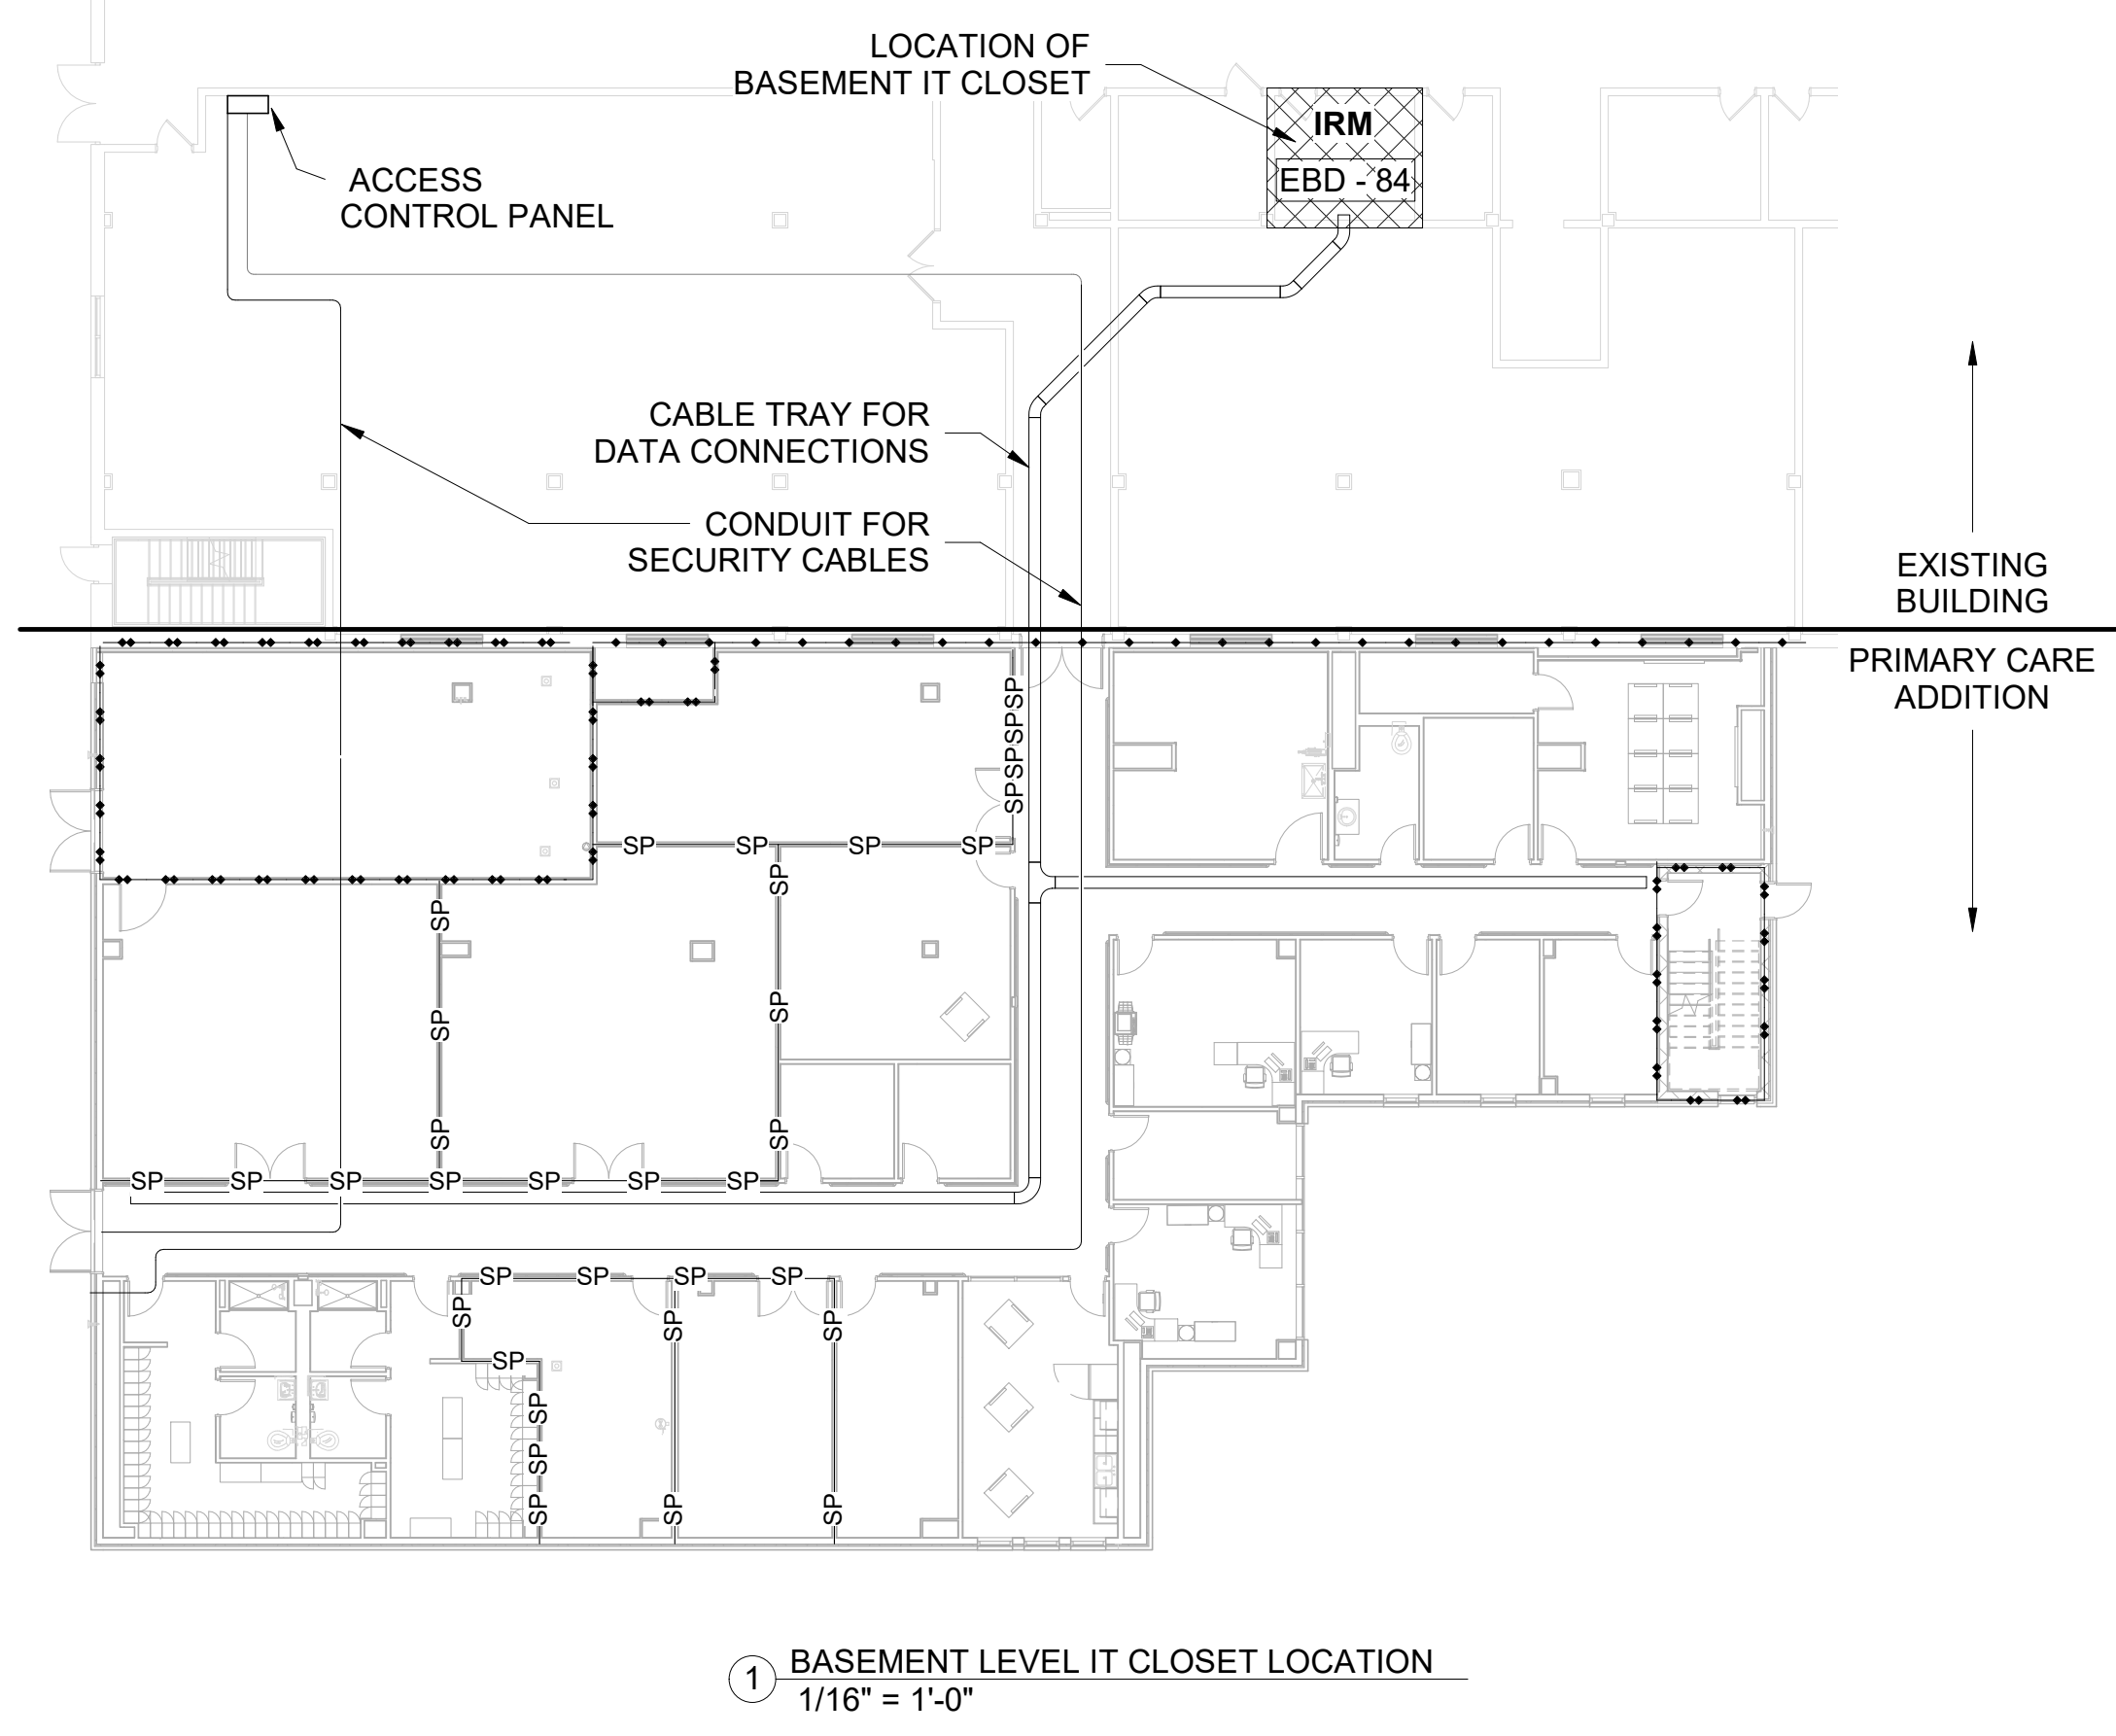 LOCATION OF
BASEMENT IT CLOSET
IRM
EBD - 84
ACCESS
CONTROL PANEL
CABLE TRAY FOR
DATA CONNECTIONS
CONDUIT FOR
SECURITY CABLES
EXISTING
BUILDING
PRIMARY CARE
ADDITION
SP
SP
SP
SP
SP SP SP SP
SP
SP
SP
SP
SP
SP
SP SP SP SP SP SP SP
SP SP SP SP
SP
SP
SP
SP
SP
SP
SP
SP
SP
SP
1 BASEMENT LEVEL IT CLOSET LOCATION
1/16" = 1'-0"